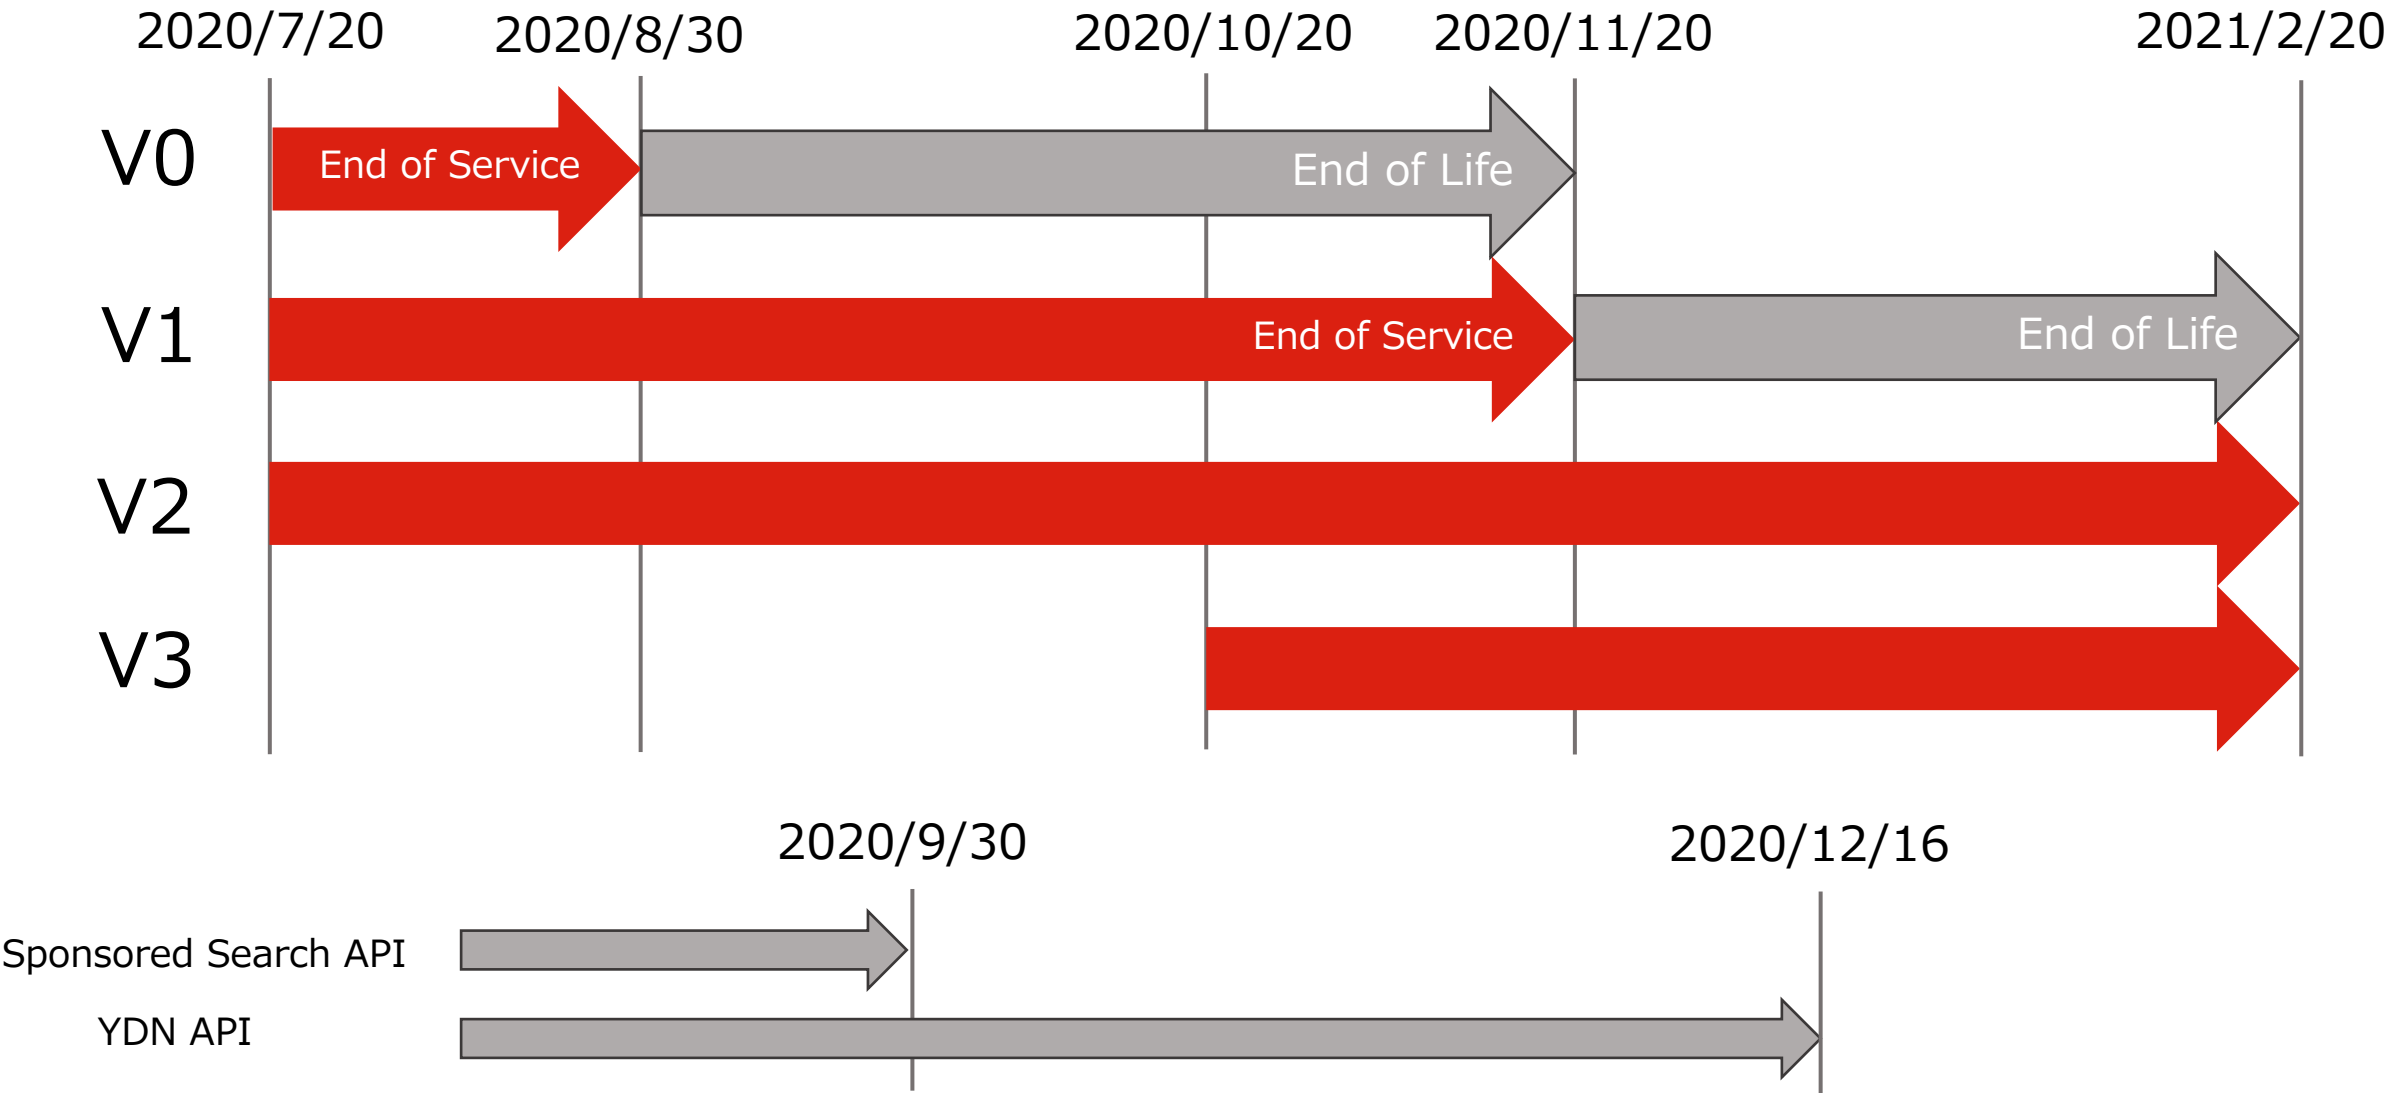 2020/7/20
2020/8/30
2020/10/20
2020/11/20
2021/2/20
V0
End of Service
End of Life
V1
End of Service
End of Life
V2
V3
2020/9/30
2020/12/16
Sponsored Search API
YDN API